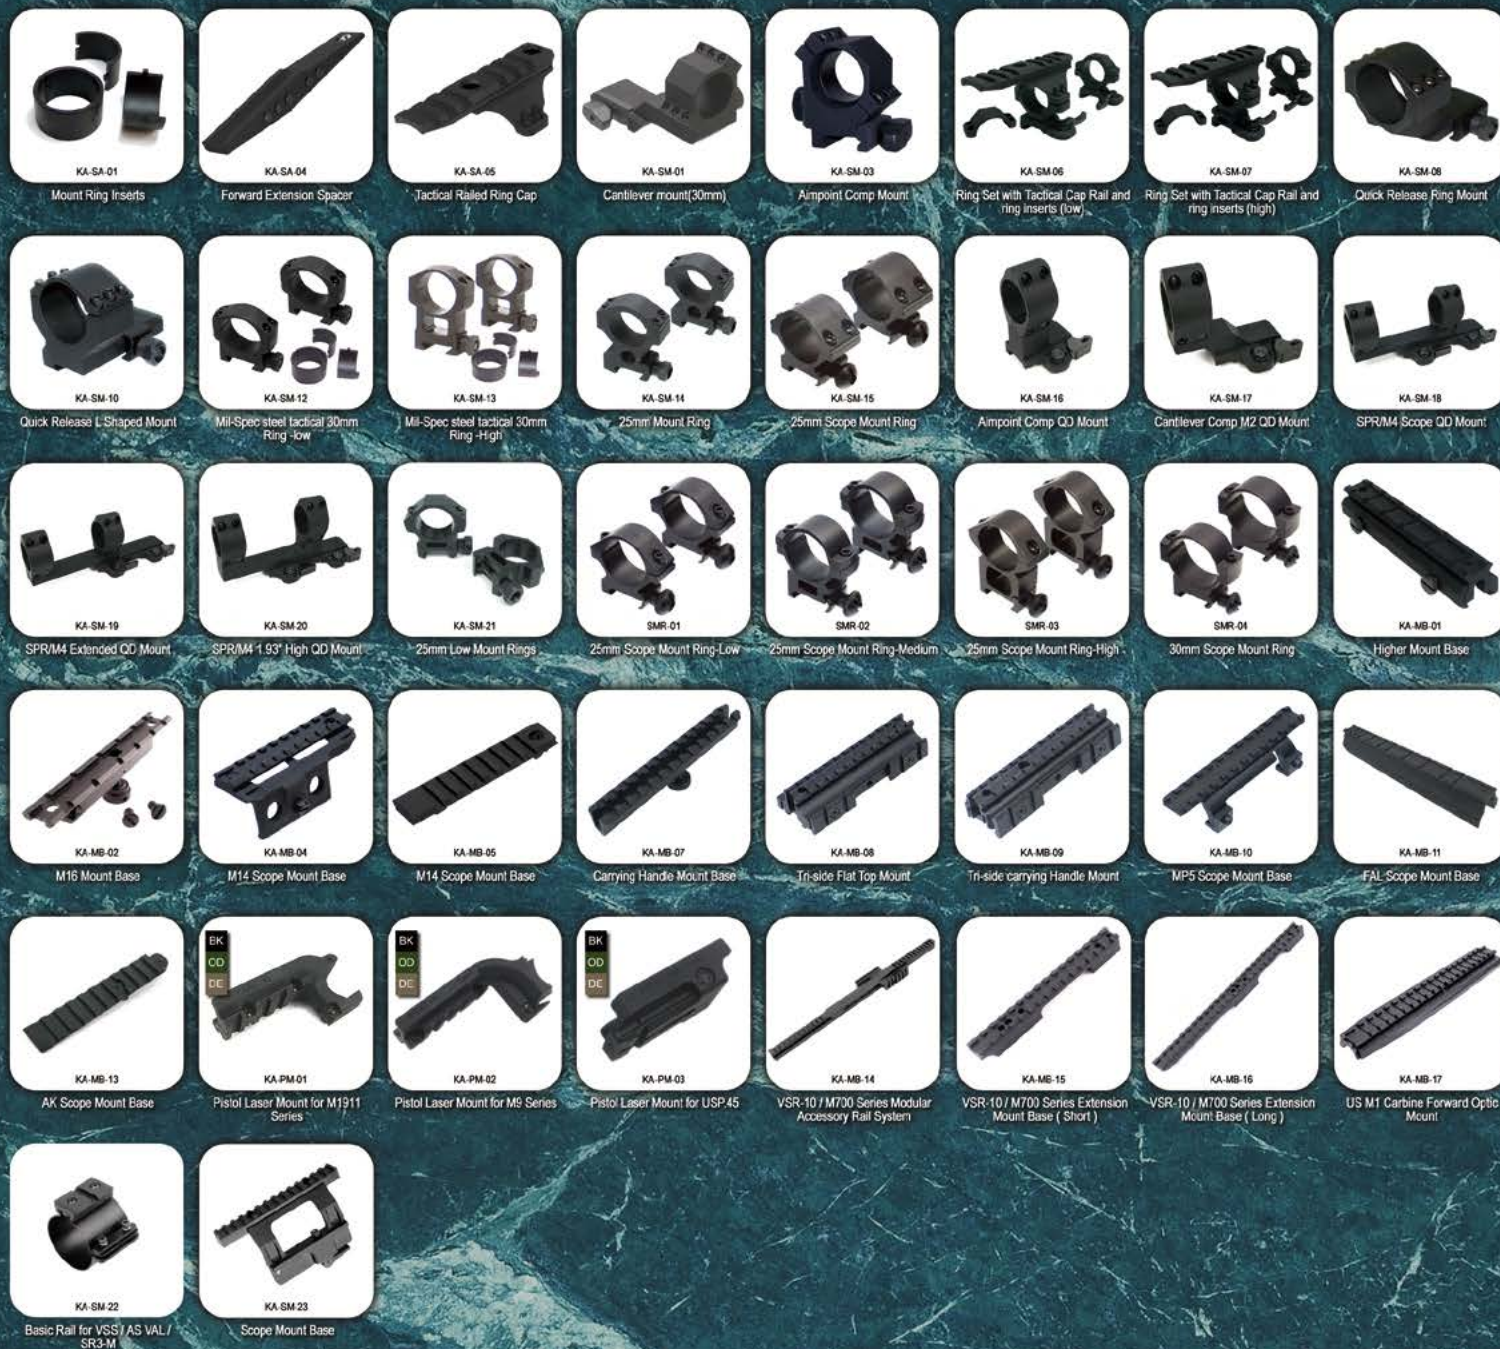 KA-SA-01
Mount Ring Inserts
KA-SA-04
Forward Extension Spacer
KA-SA-05
Tactical Railed Ring Cap
KA-SM-01
Cantilever mount(30mm)
KA-SM-03
Aimpoint Comp Mount
KA-SM-06
Ring Set with Tactical Cap Rail and
ring inserts (low)
KA-SM-07
Ring Set with Tactical Cap Rail and
ring inserts (high)
KA-SM-08
Quick Release Ring Mount
KA-SM-10
Quick Release L Shaped Mount
KA-SM-12
Mil-Spec steel tactical 30mm
Ring -low
KA-SM-13
Mil-Spec steel tactical 30mm
Ring -High
KA-SM-14
25mm Mount Ring
KA-SM-15
25mm Scope Mount Ring
KA-SM-16
Aimpoint Comp QD Mount
KA-SM-17
Cantilever Comp M2 QD Mount
KA-SM-18
SPR/M4 Scope QD Mount
KA-SM-19
SPR/M4 Extended QD Mount
KA-SM-20
SPR/M4 1.93" High QD Mount
KA-SM-21
25mm Low Mount Rings
SMR-01
25mm Scope Mount Ring-Low
SMR-02
25mm Scope Mount Ring-Medium
SMR-03
25mm Scope Mount Ring-High
SMR-04
30mm Scope Mount Ring
KA-MB-01
Higher Mount Base
KA-MB-02
M16 Mount Base
KA-MB-04
M14 Scope Mount Base
KA-MB-05
M14 Scope Mount Base
KA-MB-07
Carrying Handle Mount Base
KA-MB-08
Tri-side Flat Top Mount
KA-MB-09
Tri-side carrying Handle Mount
KA-MB-10
MP5 Scope Mount Base
KA-MB-11
FAL Scope Mount Base
KA-MB-13
AK Scope Mount Base
BK
OD
DE
KA-PM-01
Pistol Laser Mount for M1911
Series
BK
OD
DE
KA-PM-02
Pistol Laser Mount for M9 Series
BK
OD
DE
KA-PM-03
Pistol Laser Mount for USP.45
KA-MB-14
VSR-10 / M700 Series Modular
Accessory Rail System
KA-MB-15
VSR-10 / M700 Series Extension
Mount Base ( Short )
KA-MB-16
VSR-10 / M700 Series Extension
Mount Base ( Long )
KA-MB-17
US M1 Carbine Forward Optic
Mount
KA-SM-22
Basic Rail for VSS / AS VAL /
SR3-M
KA-SM-23
Scope Mount Base